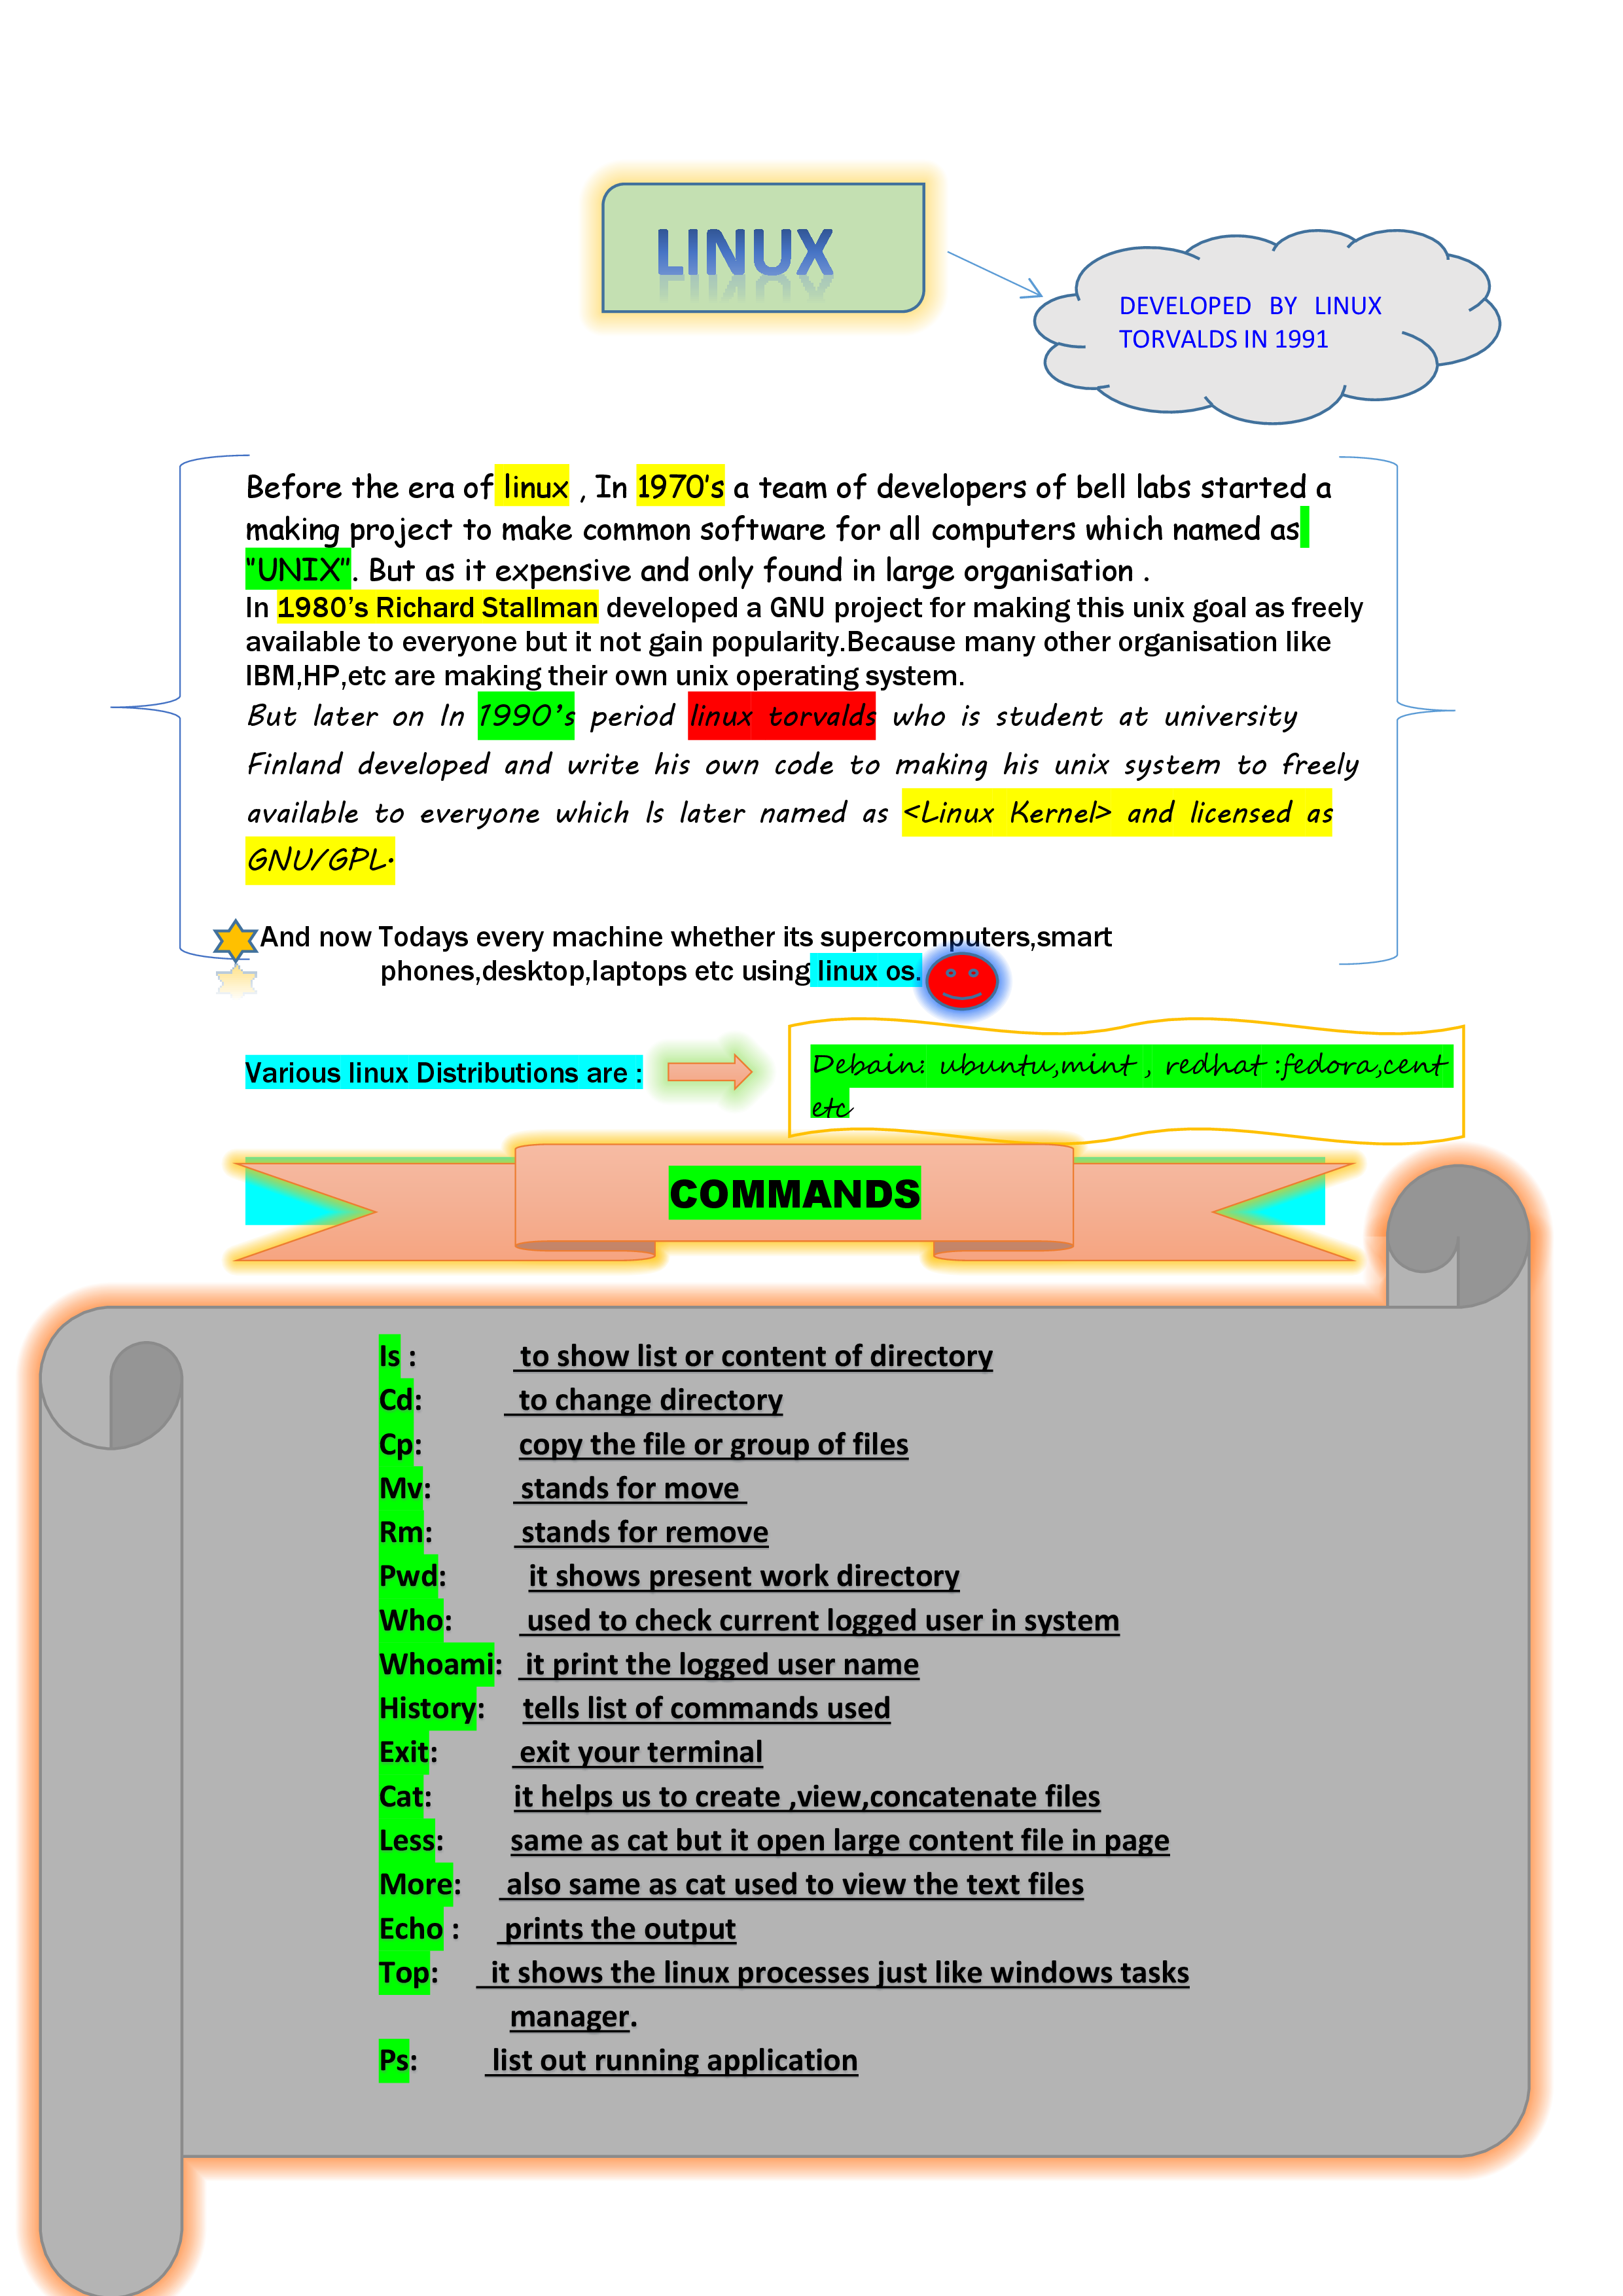 LINUX
DEVELOPED BY LINUX
TORVALDS IN 1991
Before the era of linux , In 1970's a team of developers of bell labs started a
making project to make common software for all computers which named as
"UNIX". But as it expensive and only found in large organisation .
In 1980's Richard Stallman developed a GNU project for making this unix goal as freely
available to everyone but it not gain popularity.Because many other organisation like
IBM,HP,etc are making their own unix operating system.
But later on In 1990's period linux torvalds who is student at university
Finland developed and write his own code to making his unix system to freely
available to everyone which Is later named as <Linux Kernel> and licensed as
GNU/GPL.
And now Todays every machine whether its supercomputers,smart
phones,desktop,laptops etc using linux os.
Various linux Distributions are :
Debain: ubuntu,mint , redhat :fedora,cent
etc
COMMANDS
ls : to show list or content of directory
Cd: to change directory
Cp: copy the file or group of files
Mv: stands for move
Rm: stands for remove
Pwd: it shows present work directory
Who: used to check current logged user in system
Whoami: it print the logged user name
History: tells list of commands used
Exit: exit your terminal
Cat: it helps us to create ,view,concatenate files
Less: same as cat but it open large content file in page
More: also same as cat used to view the text files
Echo : prints the output
Top: it shows the linux processes just like windows tasks
manager.
Ps: list out running application